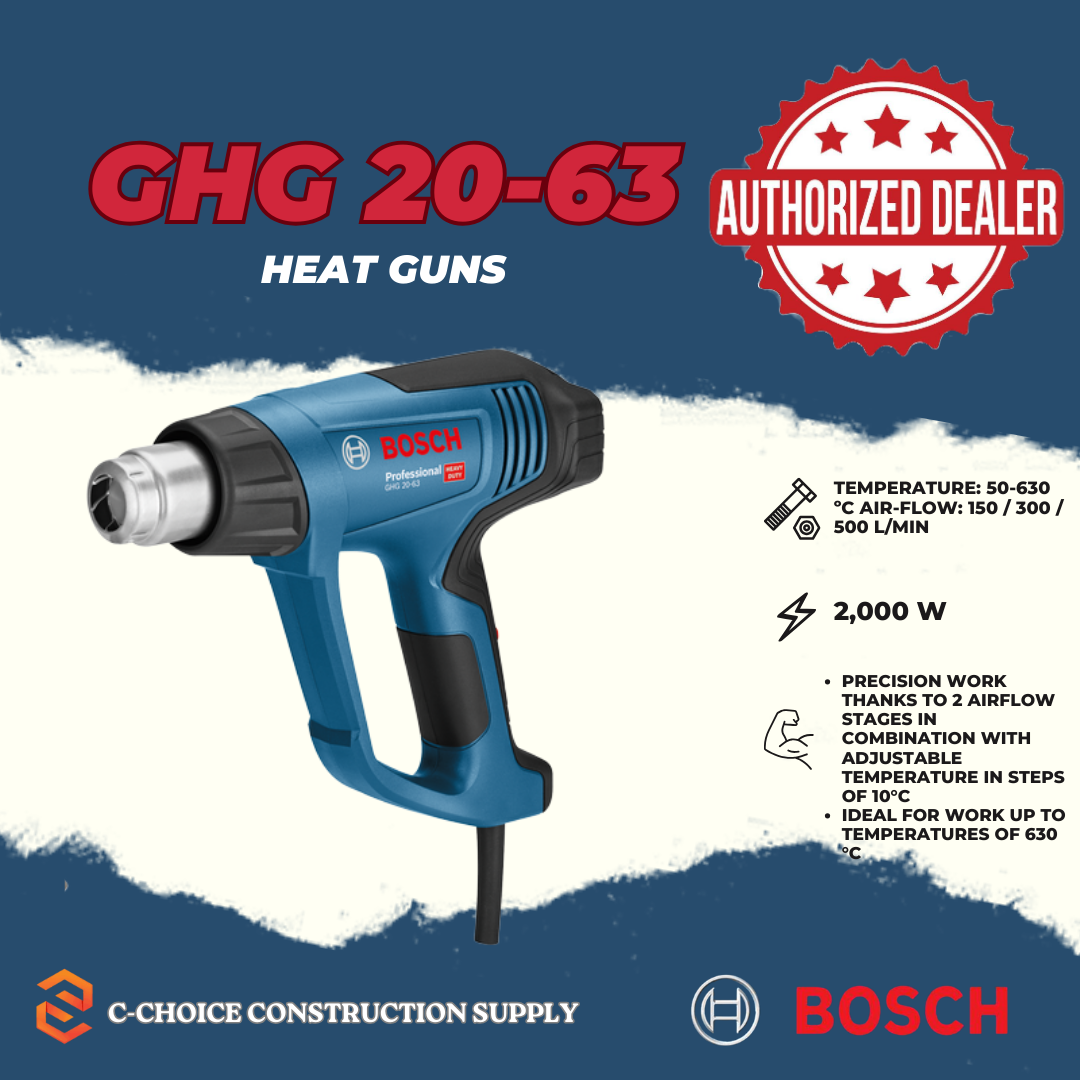 GHG 20-63
HEAT GUNS
AUTHORIZED DEALER
BOSCH
Professional
HEAVY
DUTY
GHG 20-63
TEMPERATURE: 50-630
°C AIR-FLOW: 150 / 300 /
500 L/MIN
2,000 W
• PRECISION WORK
THANKS TO 2 AIRFLOW
STAGES IN
COMBINATION WITH
ADJUSTABLE
TEMPERATURE IN STEPS
OF 10°C
• IDEAL FOR WORK UP TO
TEMPERATURES OF 630
°C
C-CHOICE CONSTRUCTION SUPPLY
BOSCH